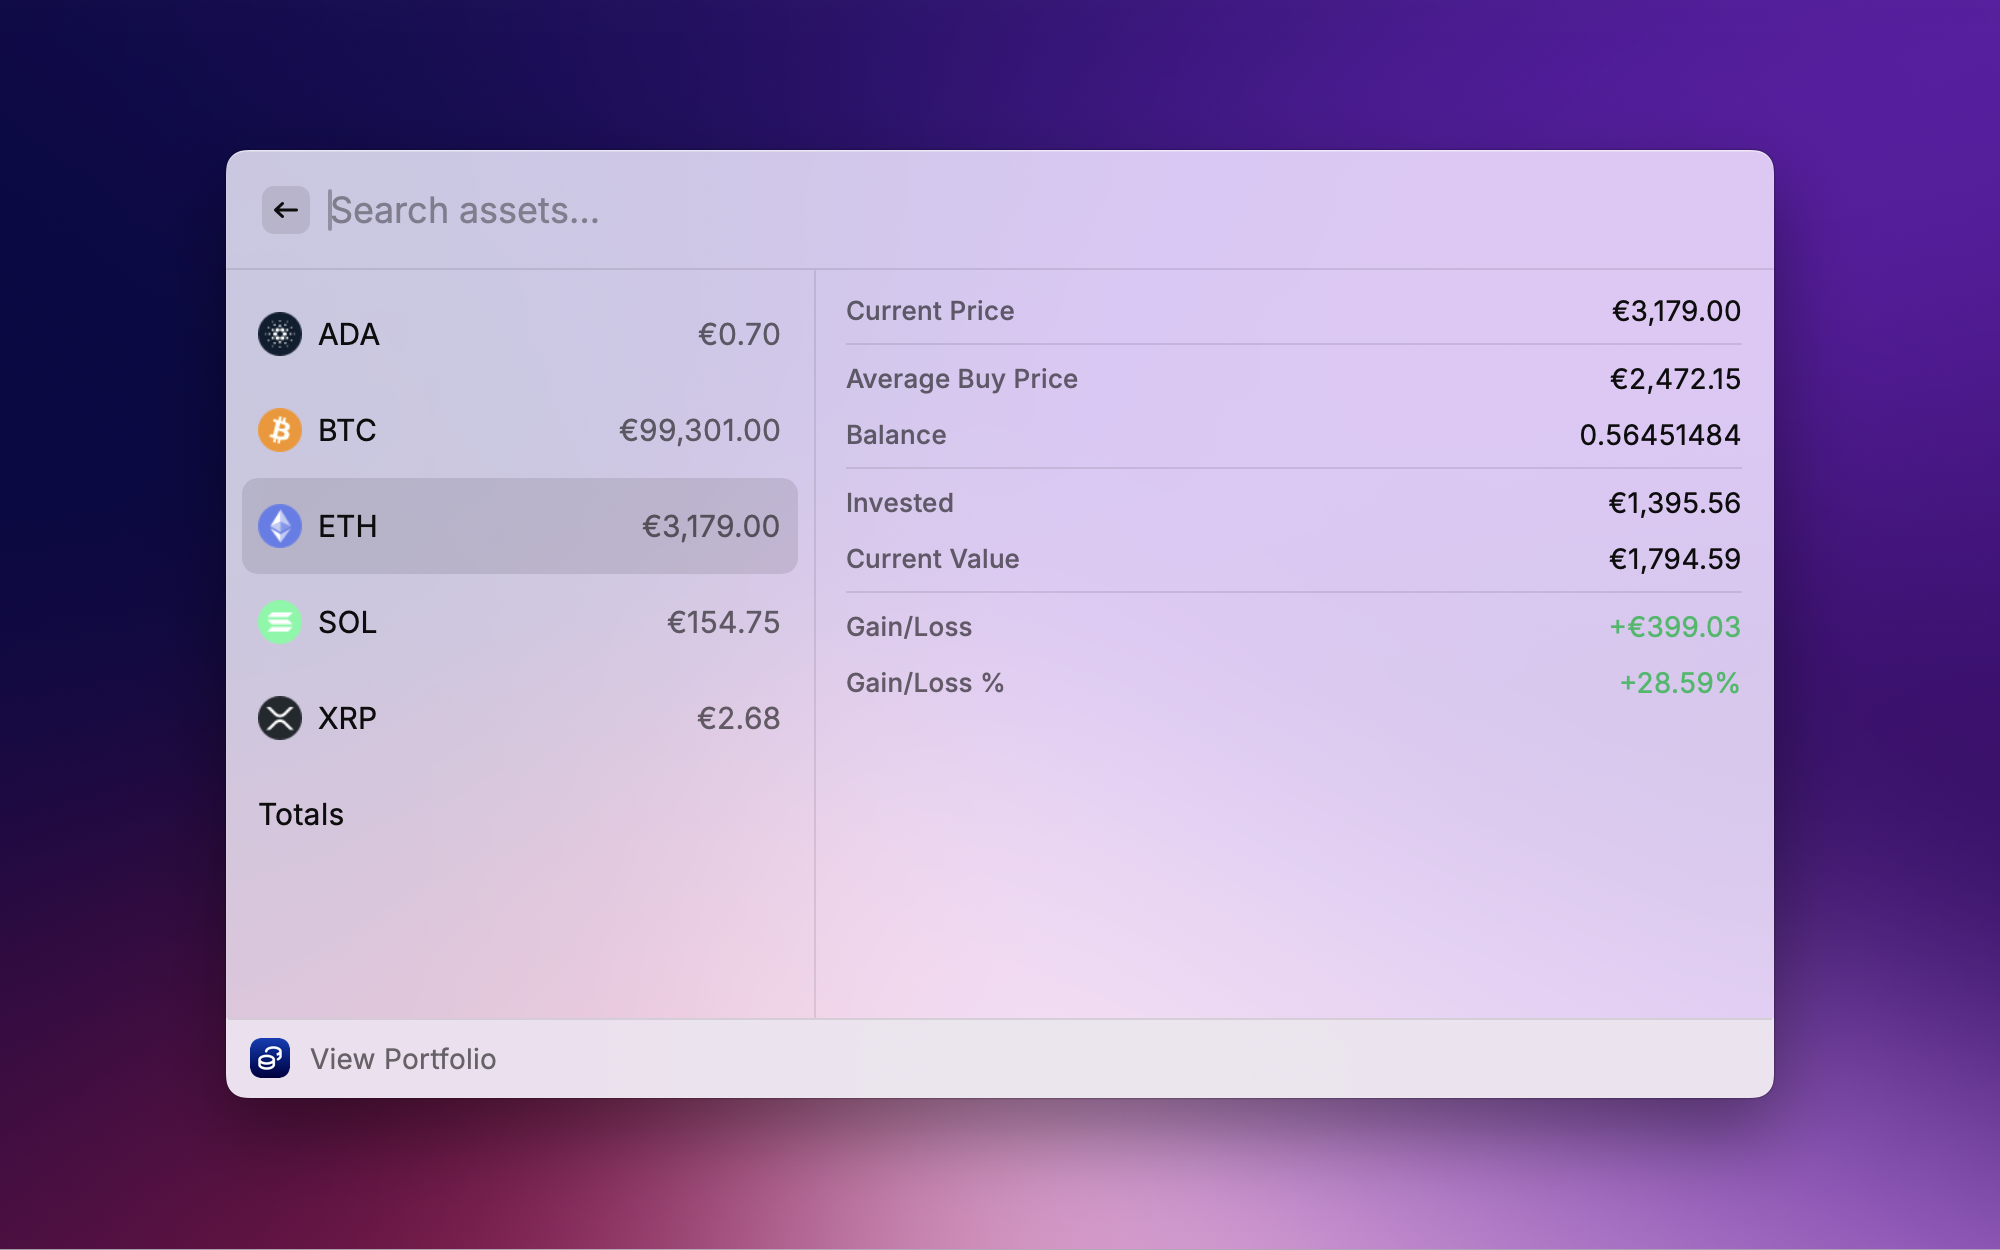 Search assets...
ADA €0.70
BTC €99,301.00
ETH €3,179.00
SOL €154.75
XRP €2.68
Totals
Current Price €3,179.00
Average Buy Price €2,472.15
Balance 0.56451484
Invested €1,395.56
Current Value €1,794.59
Gain/Loss +€399.03
Gain/Loss % +28.59%
View Portfolio